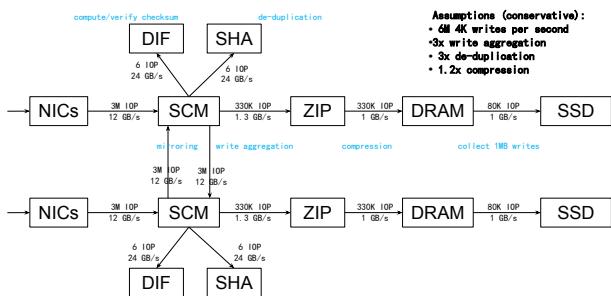 compute/verify checksum
de-duplication
Assumptions (conservative):
• 6M 4K writes per second
•3x write aggregation
• 3x de-duplication
• 1.2x compression
DIF
SHA
6 IOP
24 GB/s
6 IOP
24 GB/s
NICs
3M IOP
12 GB/s
SCM
330K IOP
1.3 GB/s
ZIP
330K IOP
1 GB/s
DRAM
80K IOP
1 GB/s
SSD
mirroring
write aggregation
compression
collect 1MB writes
3M IOP
12 GB/s
3M IOP
12 GB/s
NICs
3M IOP
12 GB/s
SCM
330K IOP
1.3 GB/s
ZIP
330K IOP
1 GB/s
DRAM
80K IOP
1 GB/s
SSD
6 IOP
24 GB/s
6 IOP
24 GB/s
DIF
SHA